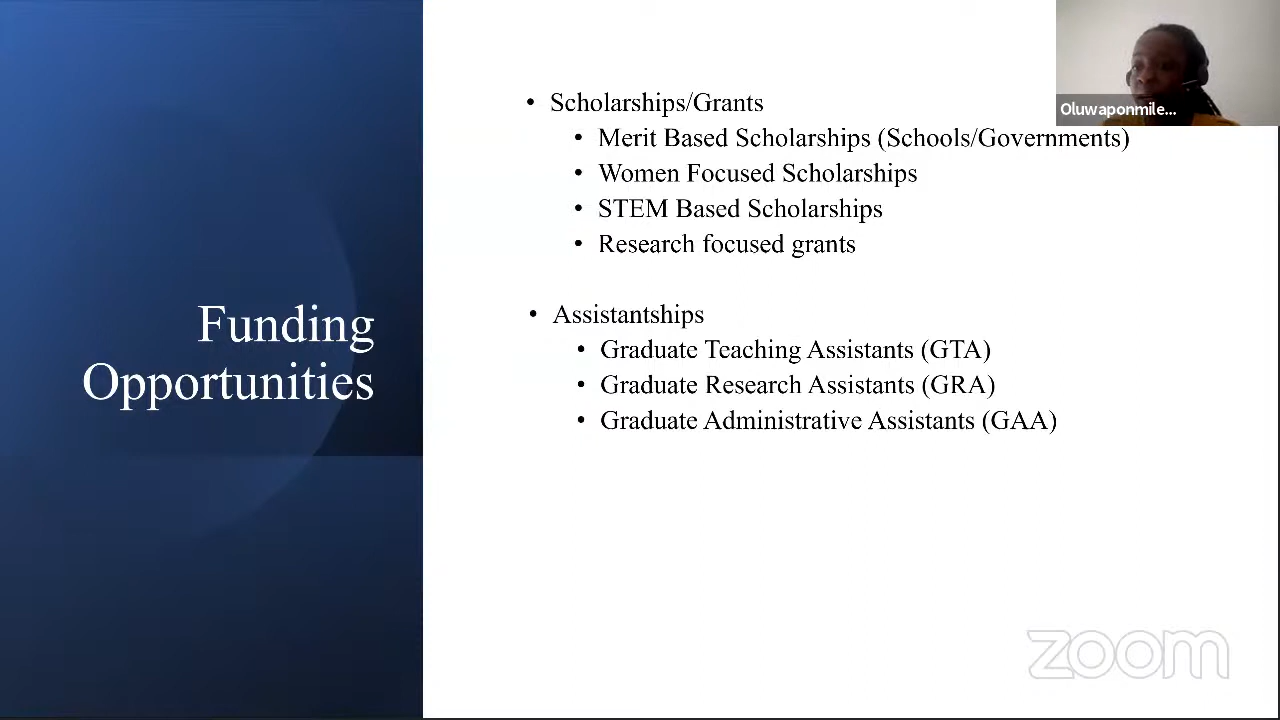 Funding
Opportunities
• Scholarships/Grants
• Merit Based Scholarships (Schools/Governments)
• Women Focused Scholarships
• STEM Based Scholarships
• Research focused grants
• Assistantships
• Graduate Teaching Assistants (GTA)
• Graduate Research Assistants (GRA)
• Graduate Administrative Assistants (GAA)
Oluwaponmile...
zoom